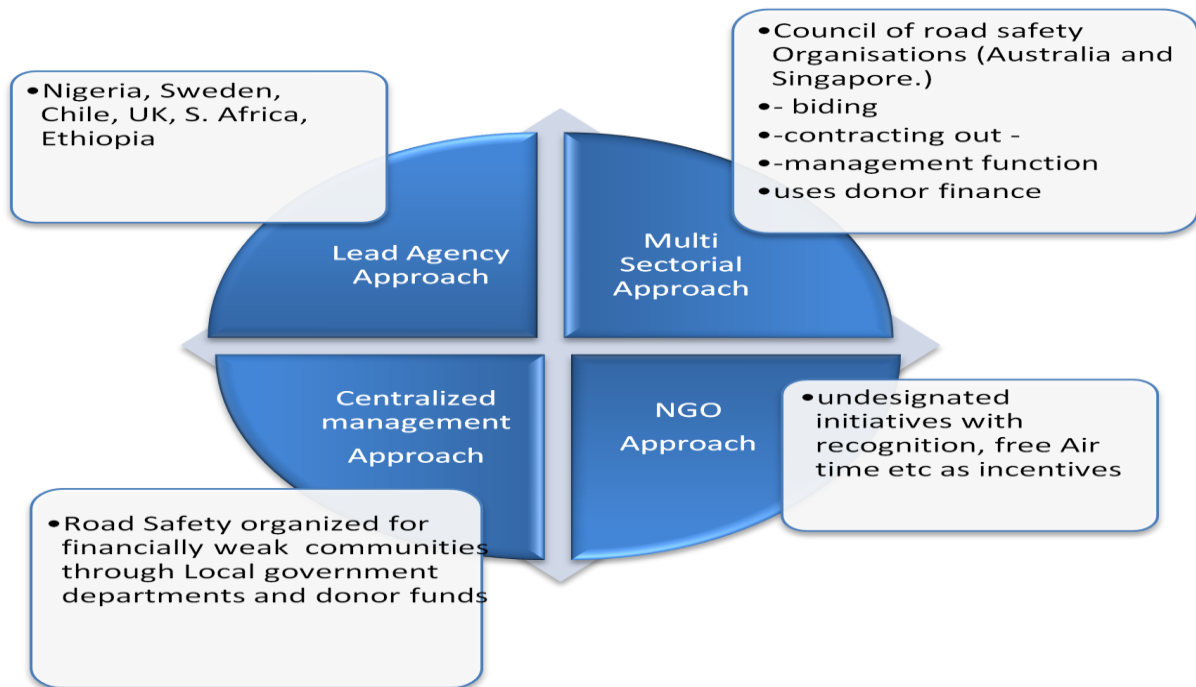 •Nigeria, Sweden,
Chile, UK, S. Africa,
Ethiopia
•Council of road safety
Organisations (Australia and
Singapore.)
•- biding
•-contracting out -
•-management function
•uses donor finance
Lead Agency
Approach
Multi
Sectorial
Approach
Centralized
management
Approach
NGO
Approach
•Road Safety organized for
financially weak communities
through Local government
departments and donor funds
•undesignated
initiatives with
recognition, free Air
time etc as incentives